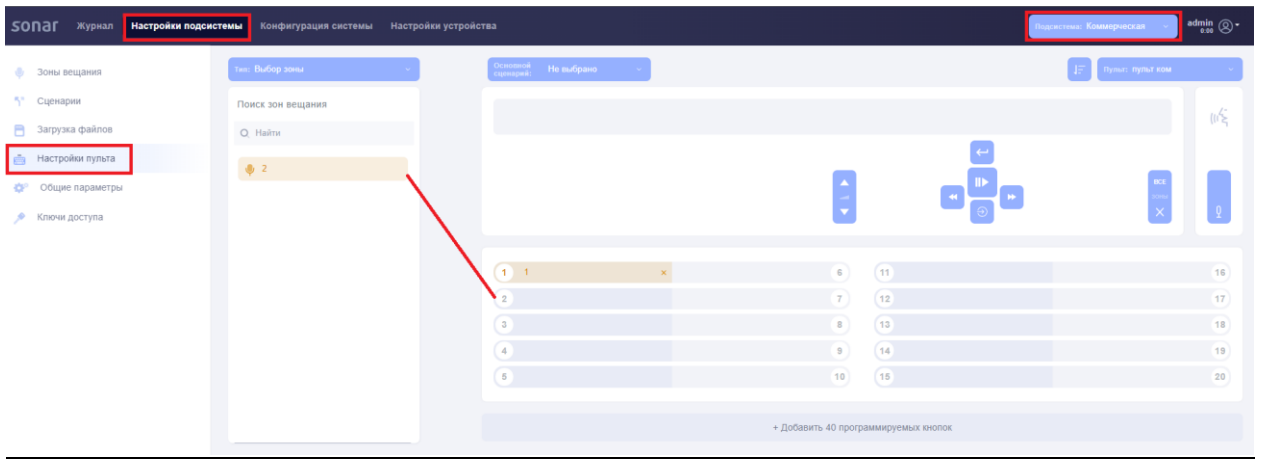 sonar Журнал Настройки подсистемы Конфигурация системы Настройки устройства Подсистема: Коммерческая admin
0:00
Зоны вещания
Сценарии
Загрузка файлов
Настройки пульта
Общие параметры
Ключи доступа
Тип: Выбор зоны
Поиск зон вещания
Найти
2
Основной сценарий: Не выбрано
Пульт: пульт ком
ВСЕ
1 1 × 6 11 16
2 7 12 17
3 8 13 18
4 9 14 19
5 10 15 20
+ Добавить 40 программируемых кнопок